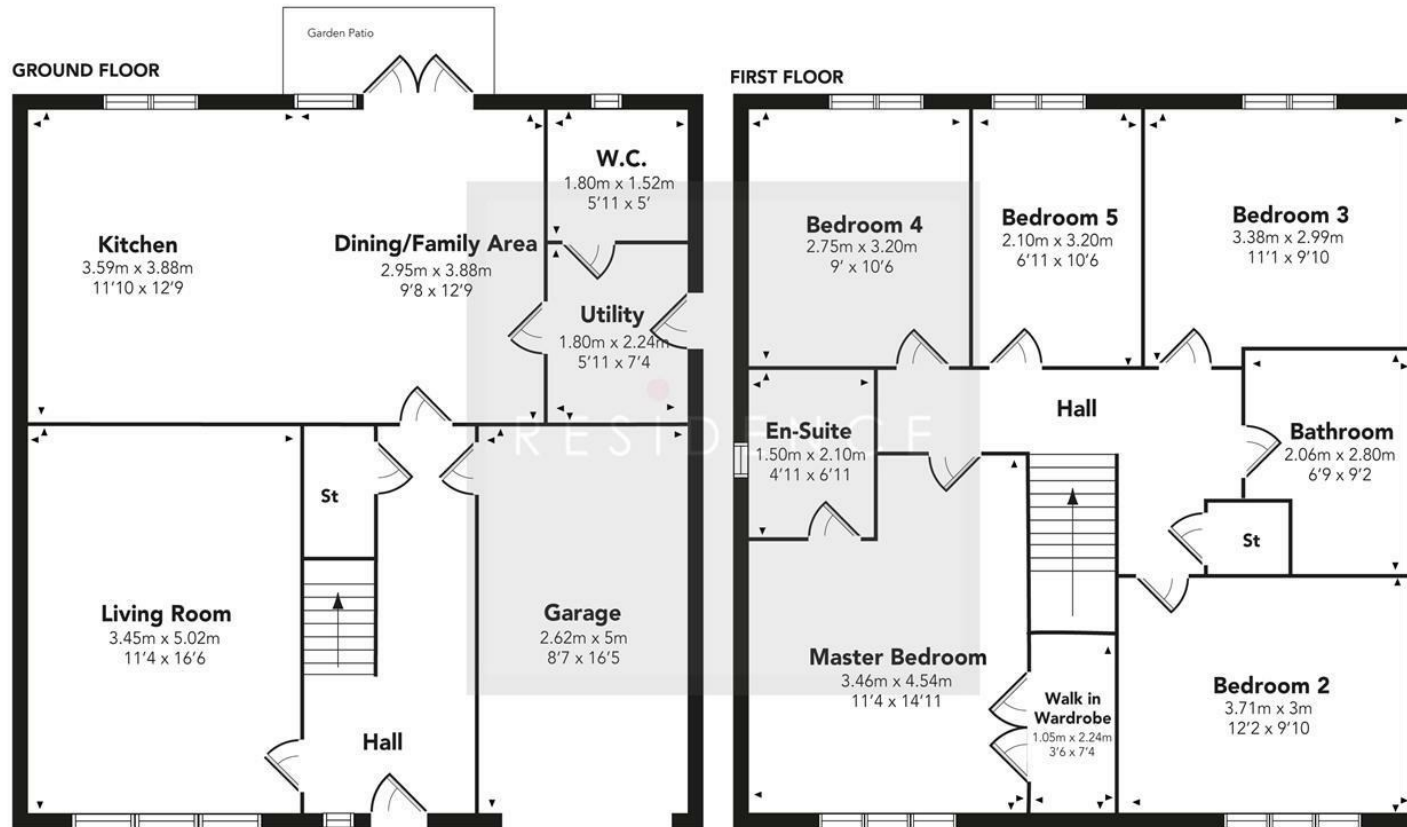 Garden Patio
GROUND FLOOR
Kitchen
3.59m x 3.88m
11'10 x 12'9
Dining/Family Area
2.95m x 3.88m
9'8 x 12'9
W.C.
1.80m x 1.52m
5'11 x 5'
Utility
1.80m x 2.24m
5'11 x 7'4
St
Living Room
3.45m x 5.02m
11'4 x 16'6
Hall
Garage
2.62m x 5m
8'7 x 16'5
FIRST FLOOR
Bedroom 4
2.75m x 3.20m
9' x 10'6
Bedroom 5
2.10m x 3.20m
6'11 x 10'6
Bedroom 3
3.38m x 2.99m
11'1 x 9'10
En-Suite
1.50m x 2.10m
4'11 x 6'11
Hall
Bathroom
2.06m x 2.80m
6'9 x 9'2
St
Master Bedroom
3.46m x 4.54m
11'4 x 14'11
Walk in
Wardrobe
1.05m x 2.24m
3'6 x 7'4
Bedroom 2
3.71m x 3m
12'2 x 9'10
RESiDENCE